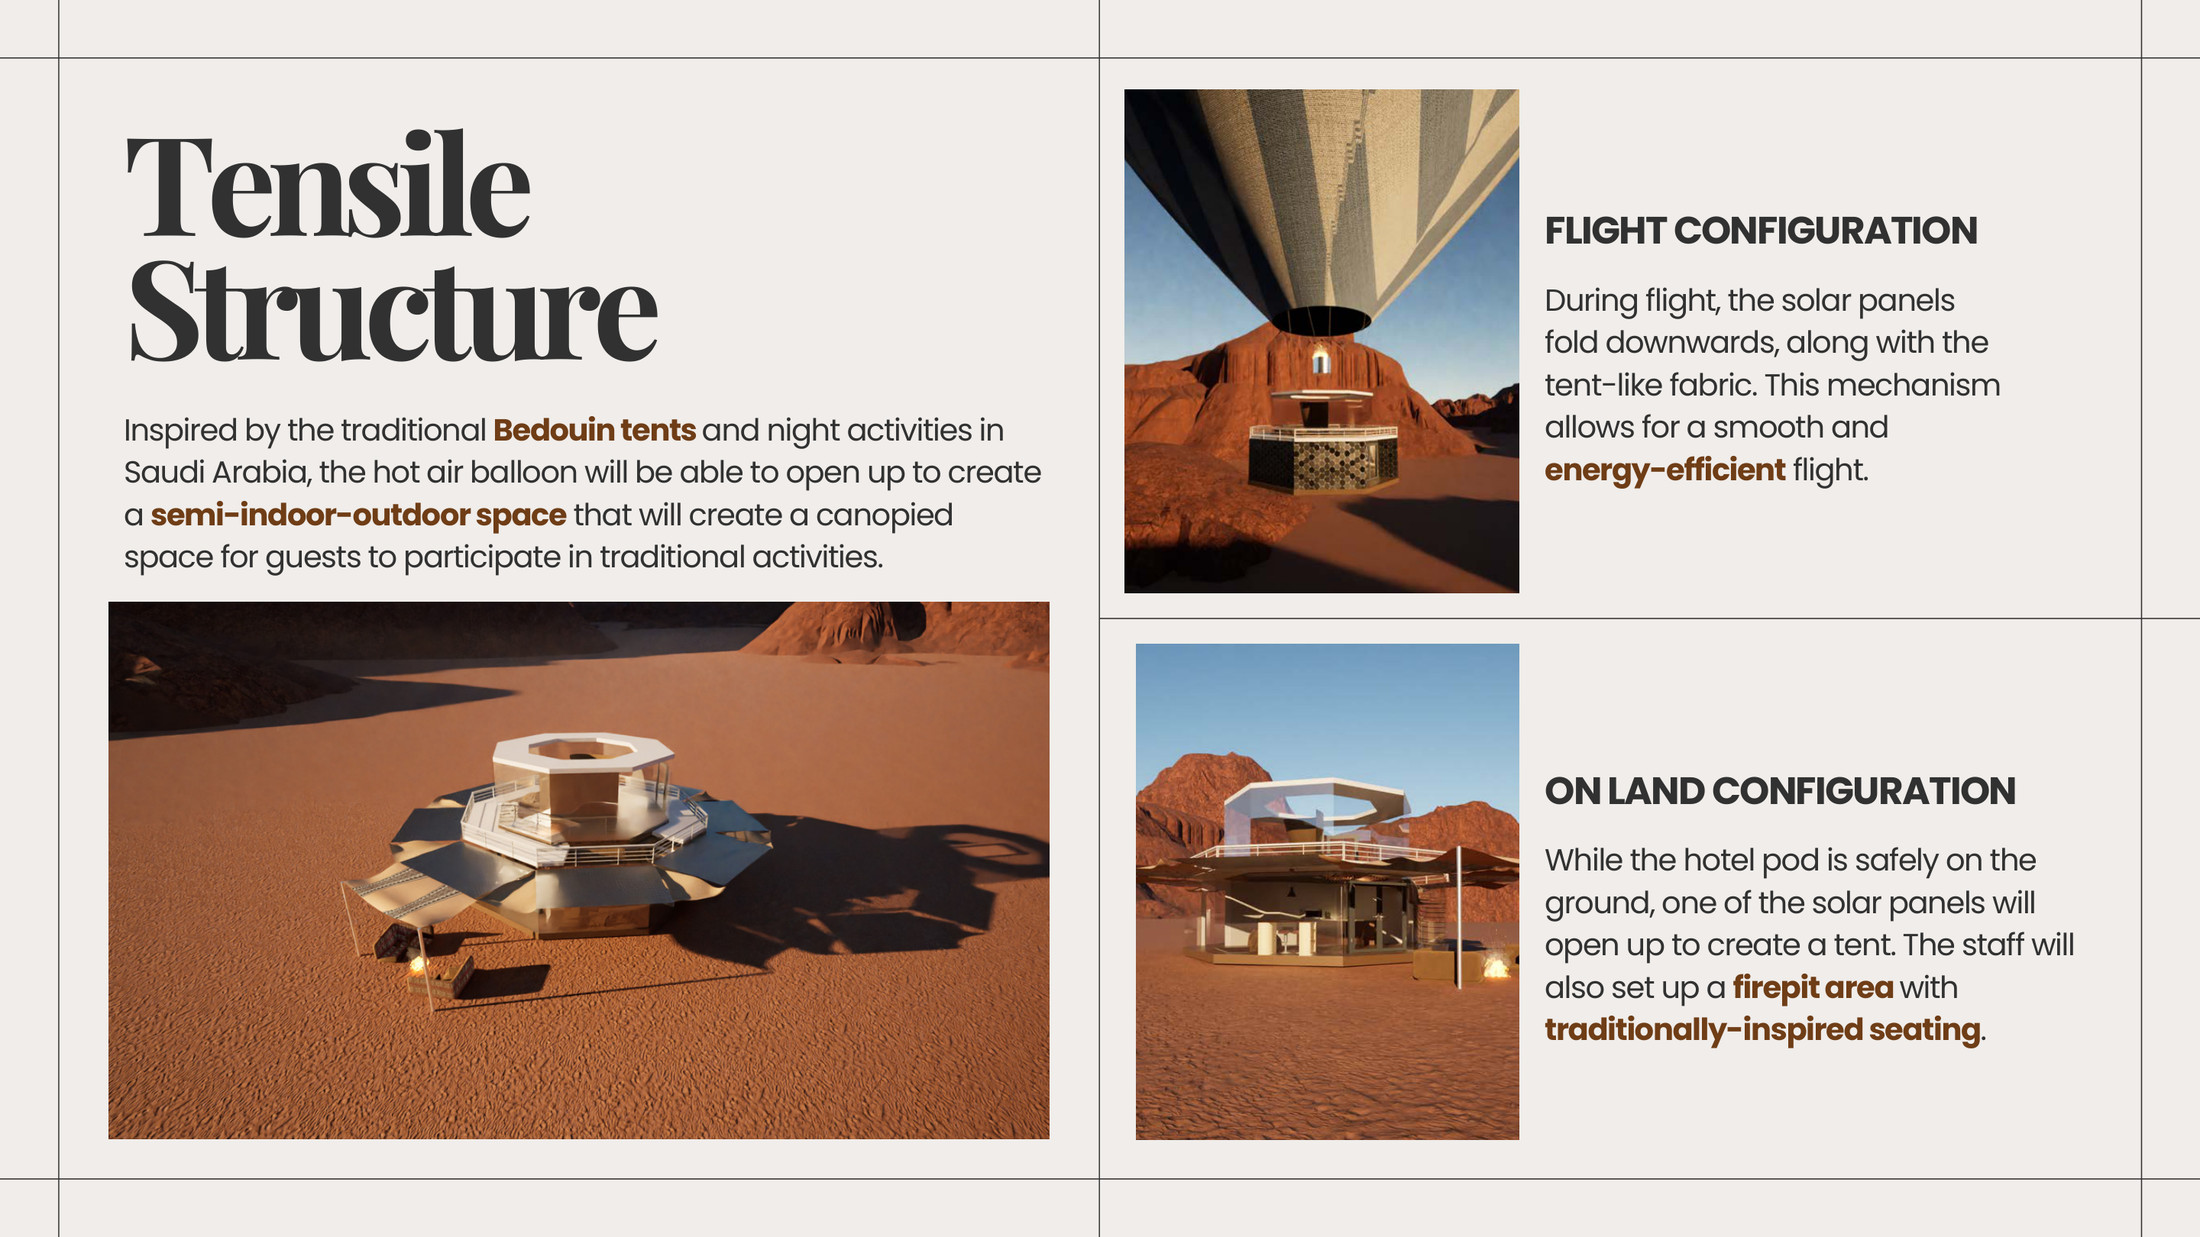 Tensile
Structure
Inspired by the traditional Bedouin tents and night activities in
Saudi Arabia, the hot air balloon will be able to open up to create
a semi-indoor-outdoor space that will create a canopied
space for guests to participate in traditional activities.
FLIGHT CONFIGURATION
During flight, the solar panels
fold downwards, along with the
tent-like fabric. This mechanism
allows for a smooth and
energy-efficient flight.
ON LAND CONFIGURATION
While the hotel pod is safely on the
ground, one of the solar panels will
open up to create a tent. The staff will
also set up a firepit area with
traditionally-inspired seating.